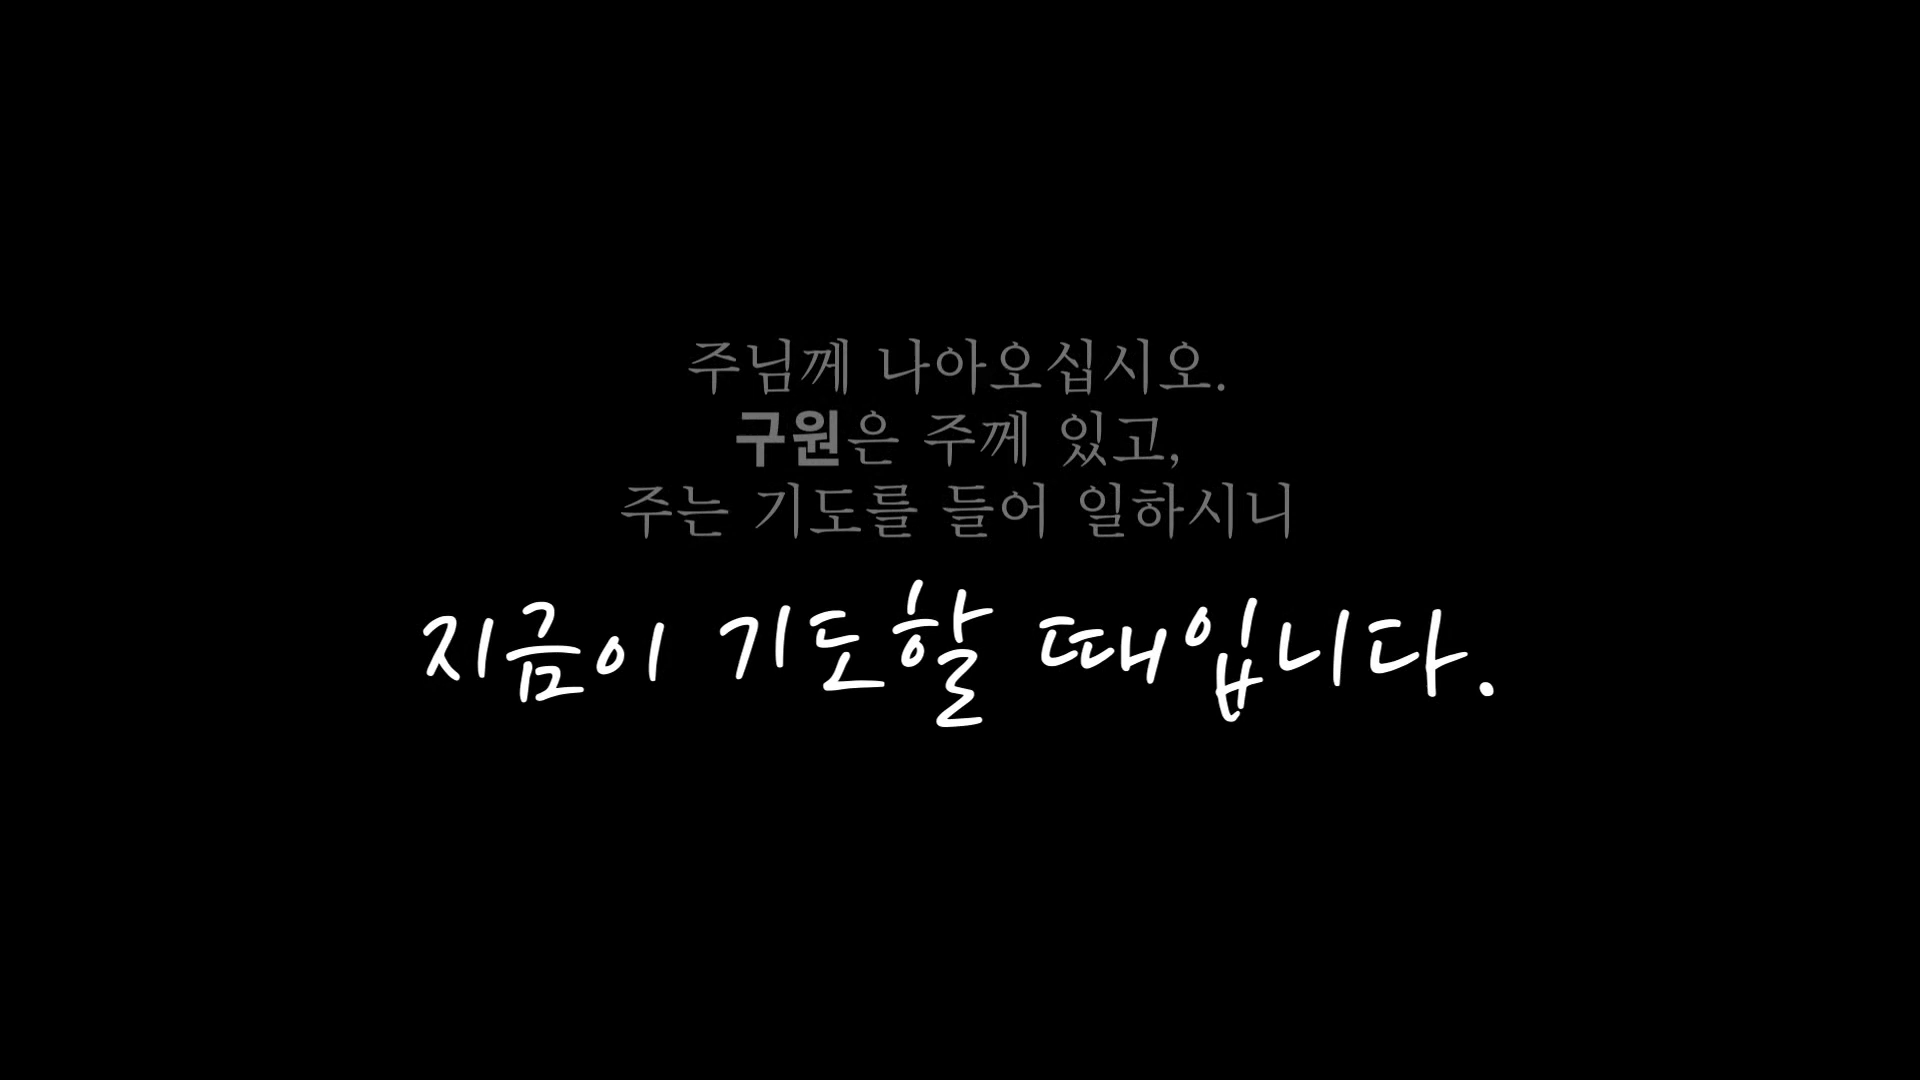 주님께 나아오십시오.
구원은 주께 있고,
주는 기도를 들어 일하시니
지금이 기도할 때입니다.